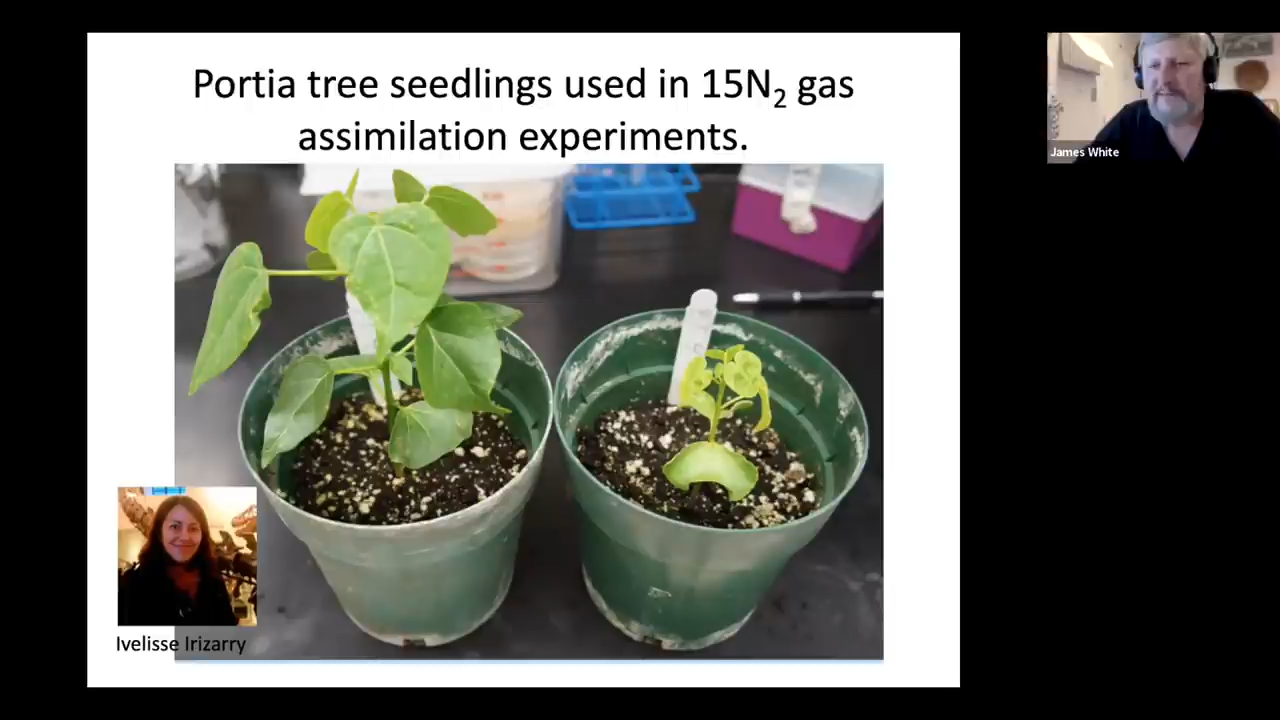 Portia tree seedlings used in 15N₂ gas
assimilation experiments.
James White
Ivelisse Irizarry